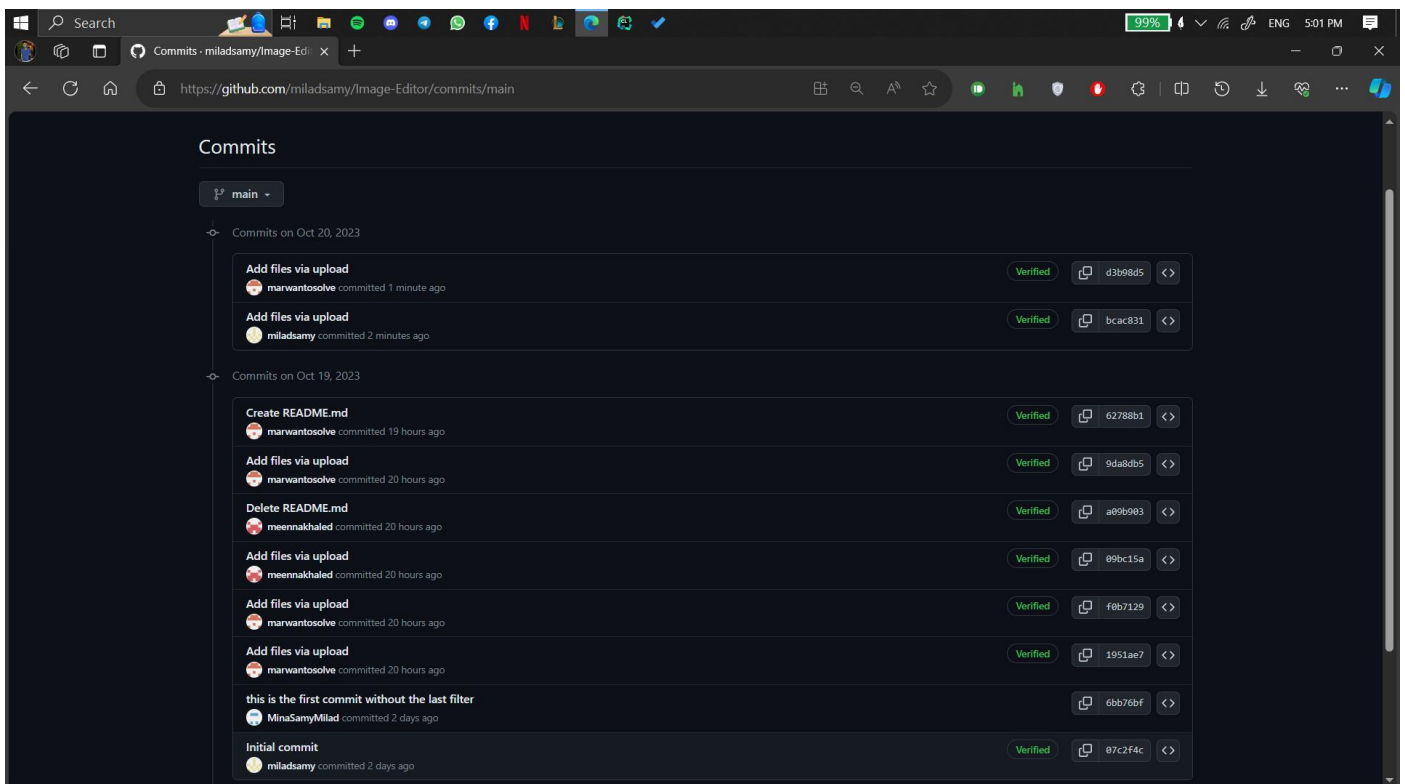 Search
99%
ENG 5:01 PM
Commits · miladsamy/Image-Edi
https://github.com/miladsamy/Image-Editor/commits/main
Commits
main
Commits on Oct 20, 2023
Add files via upload
Verified
d3b98d5
marwantosolve committed 1 minute ago
Add files via upload
Verified
bcac831
miladsamy committed 2 minutes ago
Commits on Oct 19, 2023
Create README.md
Verified
62788b1
marwantosolve committed 19 hours ago
Add files via upload
Verified
9da8db5
marwantosolve committed 20 hours ago
Delete README.md
Verified
a09b903
meennakhaled committed 20 hours ago
Add files via upload
Verified
09bc15a
meennakhaled committed 20 hours ago
Add files via upload
Verified
f0b7129
marwantosolve committed 20 hours ago
Add files via upload
Verified
1951ae7
marwantosolve committed 20 hours ago
this is the first commit without the last filter
6bb76bf
MinaSamyMilad committed 2 days ago
Initial commit
Verified
07c2f4c
miladsamy committed 2 days ago